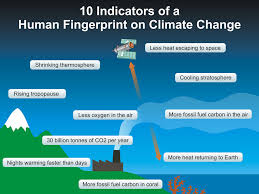 10 Indicators of a
Human Fingerprint on Climate Change
Less heat escaping to space
Shrinking thermosphere
Cooling stratosphere
Rising tropopause
Less oxygen in the air
More fossil fuel carbon in the air
30 billion tonnes of CO2 per year
Nights warming faster than days
More heat returning to Earth
More fossil fuel carbon in coral